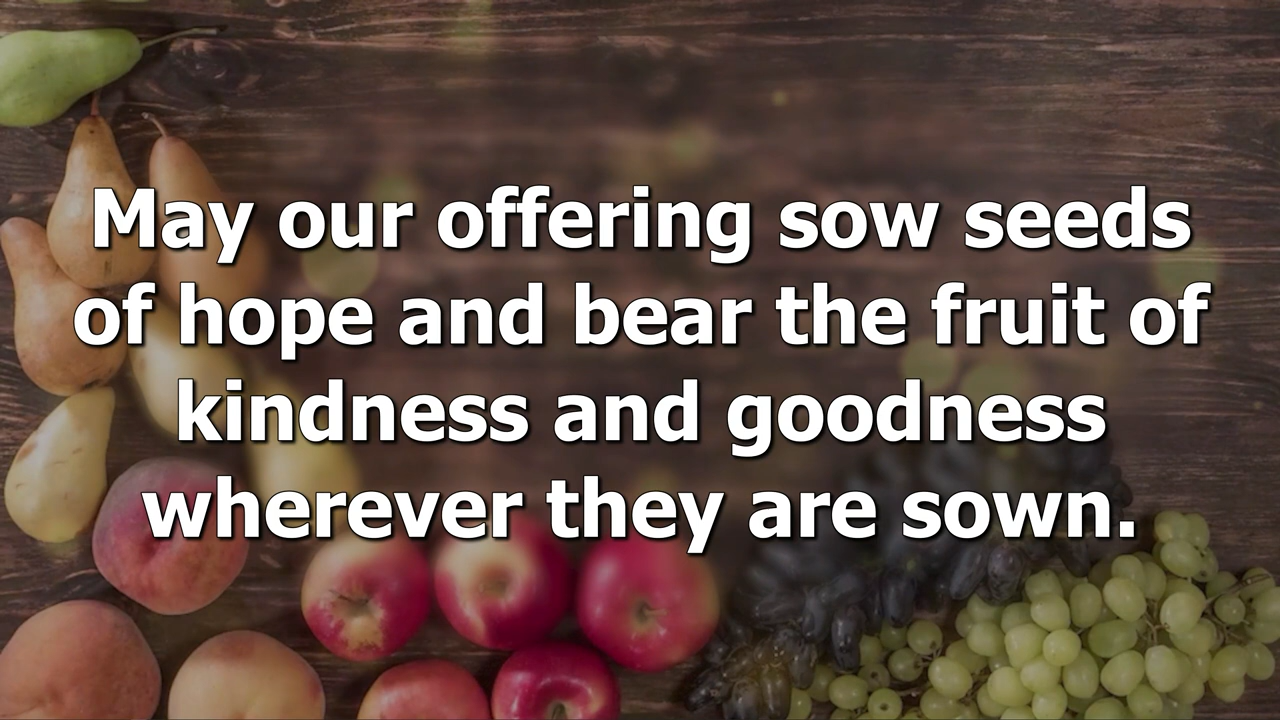 May our offering sow seeds
of hope and bear the fruit of
kindness and goodness
wherever they are sown.